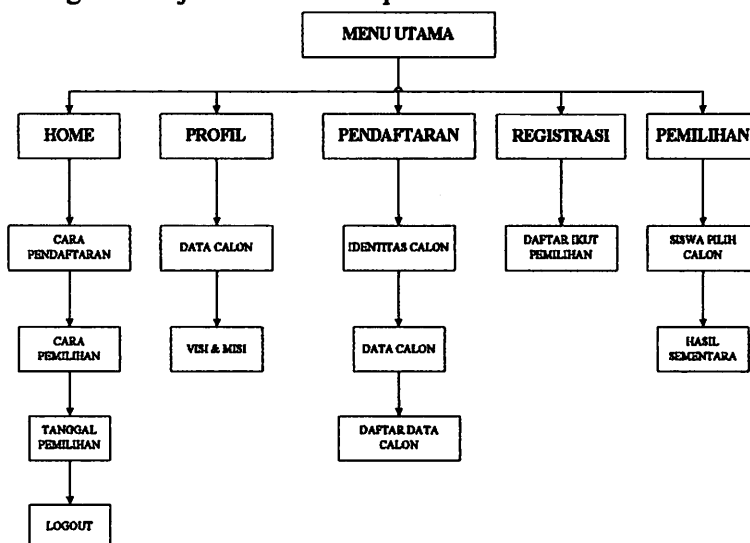 MENU UTAMA
HOME
PROFIL
PENDAFTARAN
REGISTRASI
PEMILIHAN
CARA
PENDAFTARAN
DATA CALON
IDENTITAS CALON
DAFTAR IKUT
PEMILIHAN
SISWA PILIH
CALON
CARA
PEMILIHAN
VISI & MISI
DATA CALON
HASIL
SEMENTARA
TANGGAL
PEMILIHAN
DAFTAR DATA
CALON
LOGOUT